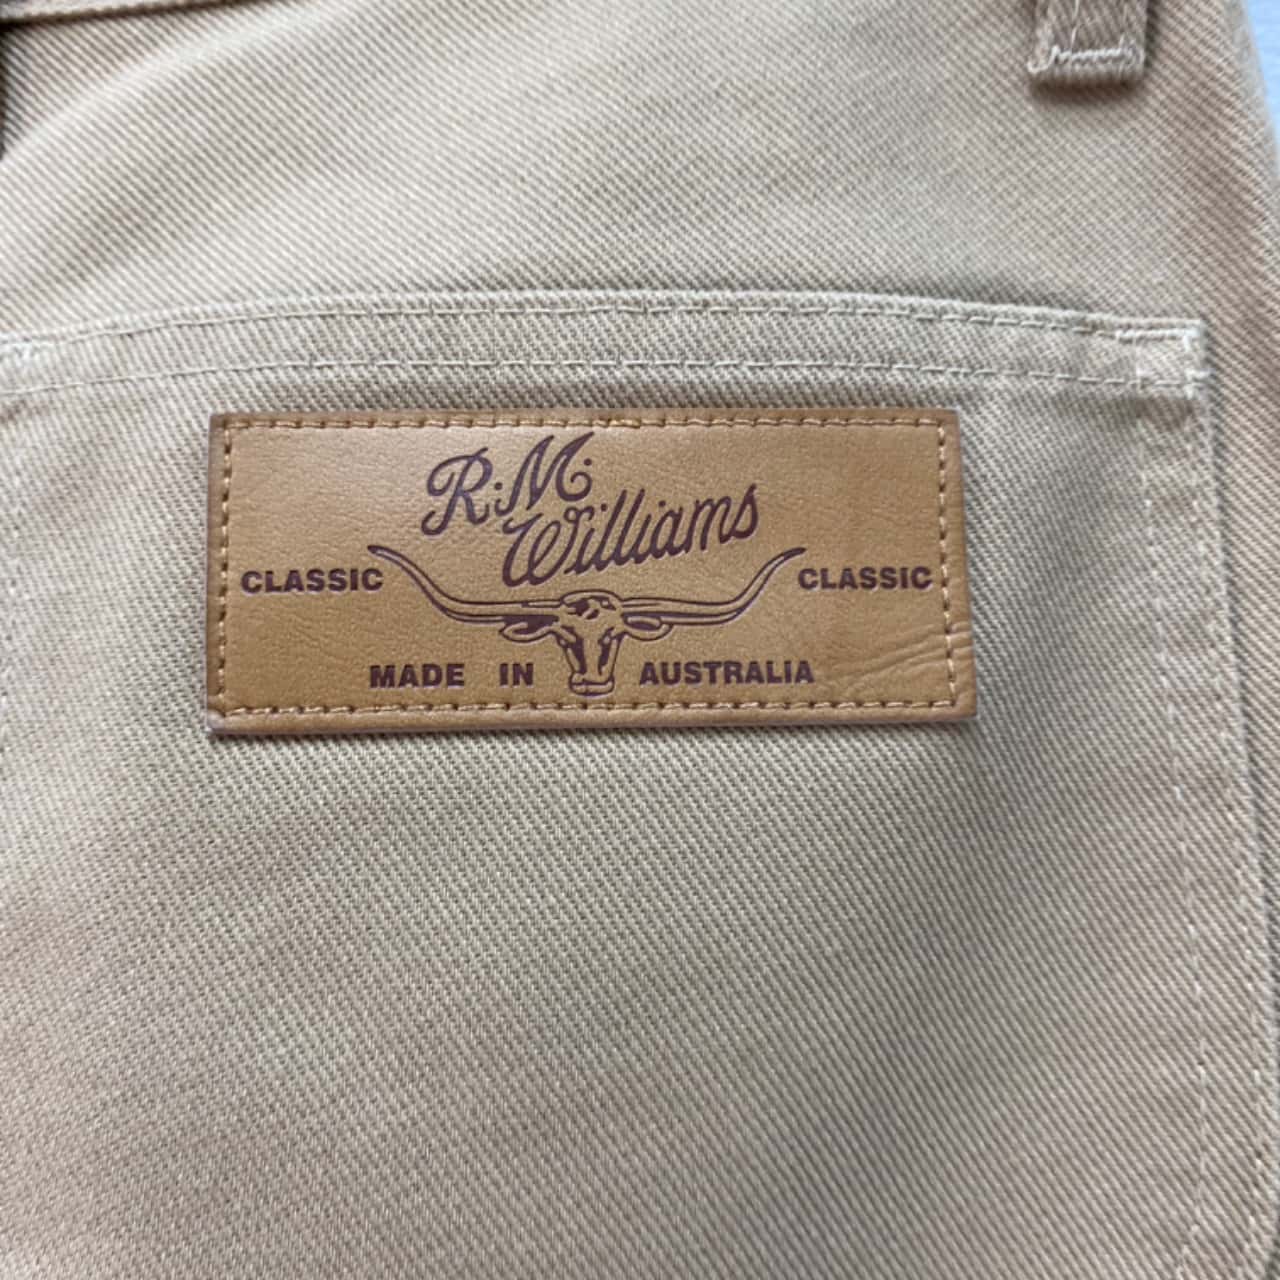 R.M.
Williams
CLASSIC CLASSIC
MADE IN AUSTRALIA